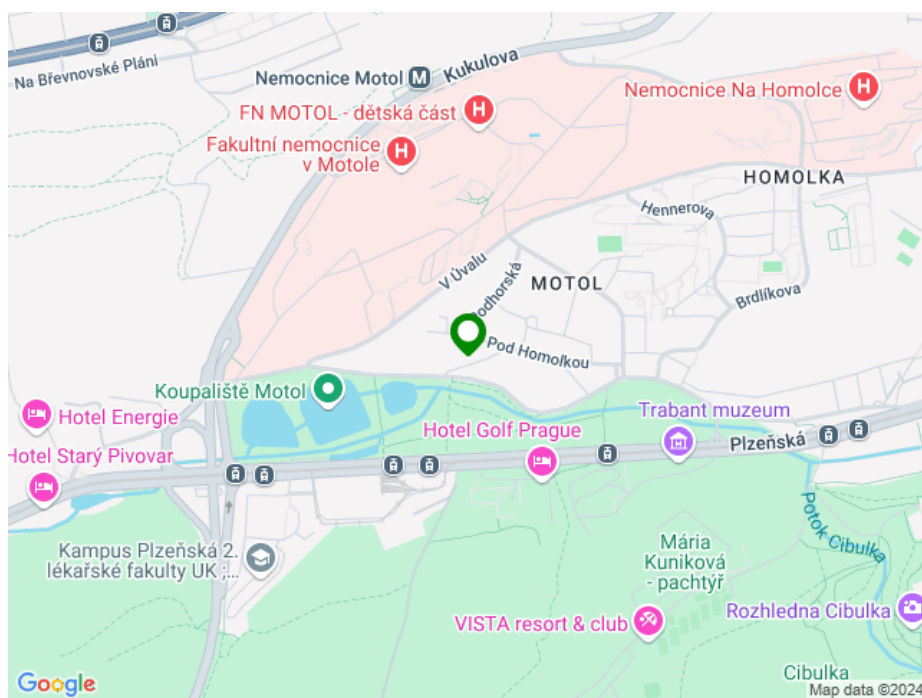 Na Břevnovské Pláni
Nemocnice Motol M
Kukulova
FN MOTOL - dětská část H
Nemocnice Na Homolce H
Fakultní nemocnice
v Motole H
HOMOLKA
Hennerova
V Úvalu
Podhorská
MOTOL
Brdlíkova
Pod Homolkou
Koupaliště Motol
Hotel Energie
Hotel Golf Prague
Trabant muzeum
Plzeňská
Hotel Starý Pivovar
Potok Cibulka
Kampus Plzeňská 2.
lékařské fakulty UK ;...
Mária
Kuniková
- pachtýř
VISTA resort & club
Rozhledna Cibulka
Cibulka
Google
Map data ©2024